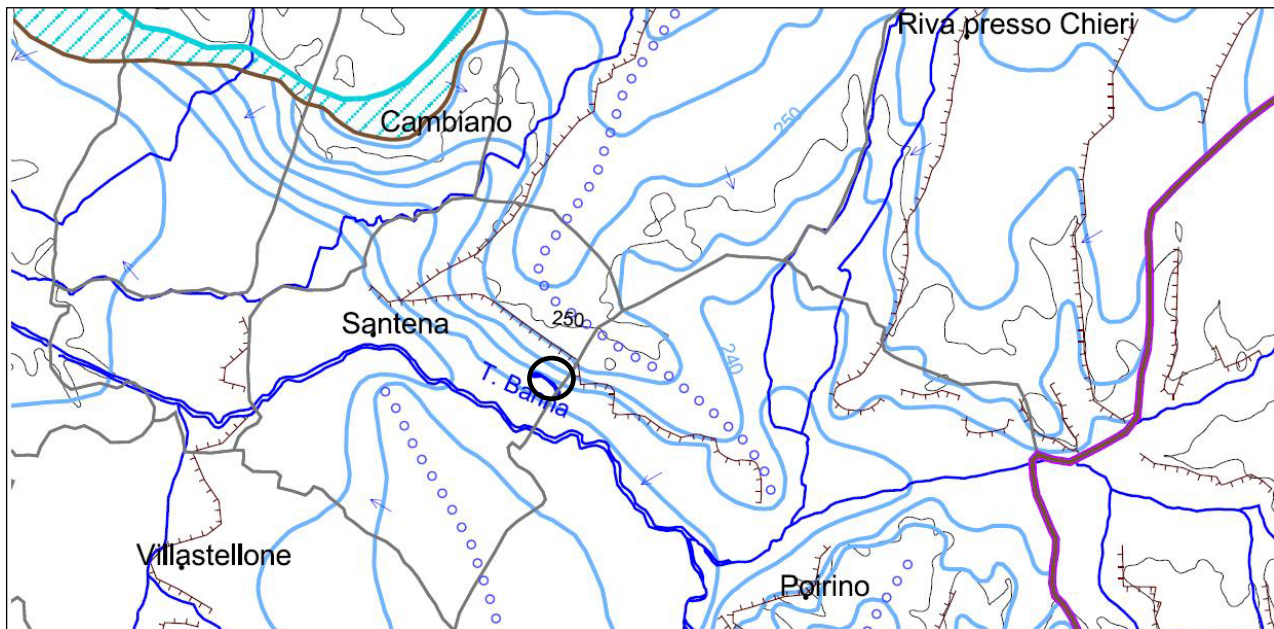 Riva presso Chieri
Cambiano
250
Santena
250
240
T. Banna
Villastellone
Poirino